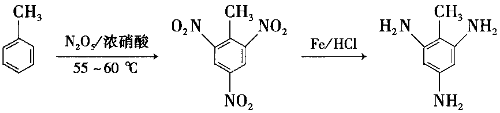 CH₃
N₂O₅/浓硝酸
55~60 ℃
CH₃
O₂N
NO₂
NO₂
Fe/HCl
CH₃
H₂N
NH₂
NH₂